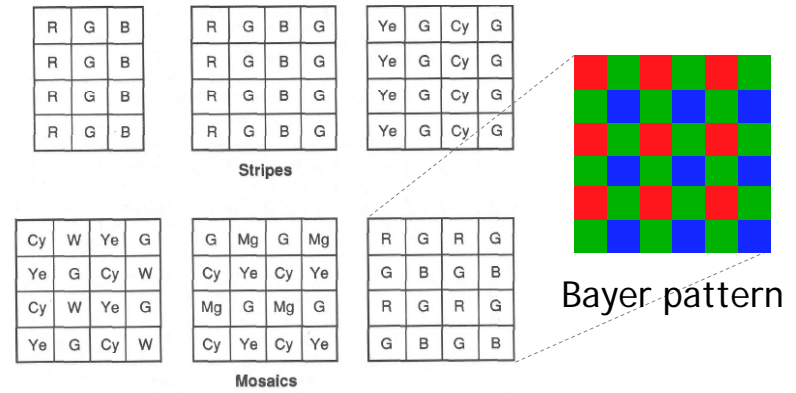 R G B
R G B
R G B
R G B
R G B G
R G B G
R G B G
R G B G
Ye G Cy G
Ye G Cy G
Ye G Cy G
Ye G Cy G
Stripes
Cy W Ye G
Ye G Cy W
Cy W Ye G
Ye G Cy W
G Mg G Mg
Cy Ye Cy Ye
Mg G Mg G
Cy Ye Cy Ye
R G R G
G B G B
R G R G
G B G B
Mosaics
Bayer pattern